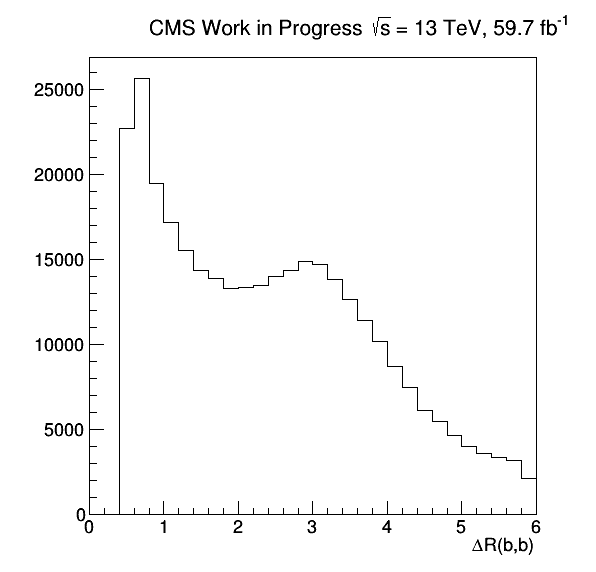 CMS Work in Progress √s = 13 TeV, 59.7 fb⁻¹
25000
20000
15000
10000
5000
0
0 1 2 3 4 5 6
ΔR(b,b)